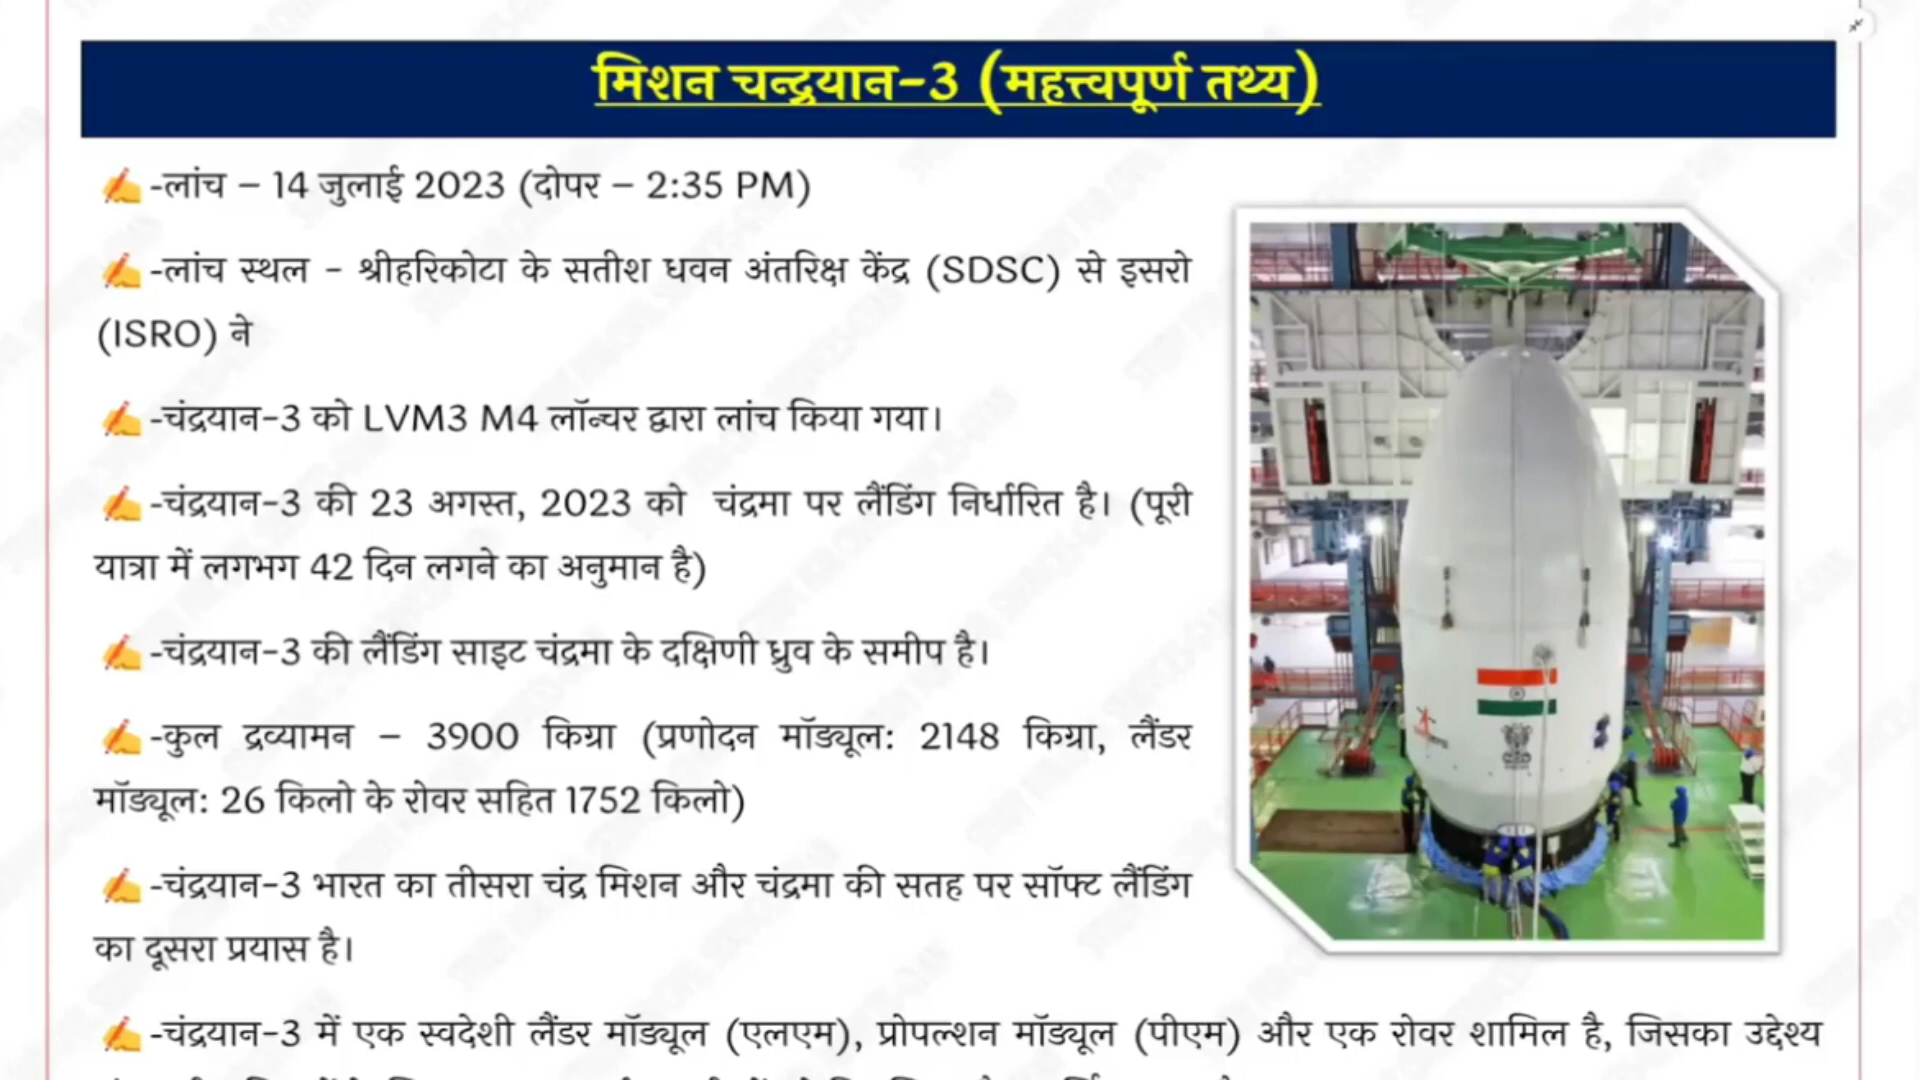 मिशन चन्द्रयान-3 (महत्त्वपूर्ण तथ्य)
✍-लांच – 14 जुलाई 2023 (दोपर – 2:35 PM)
✍-लांच स्थल - श्रीहरिकोटा के सतीश धवन अंतरिक्ष केंद्र (SDSC) से इसरो
(ISRO) ने
✍-चंद्रयान-3 को LVM3 M4 लॉन्चर द्वारा लांच किया गया।
✍-चंद्रयान-3 की 23 अगस्त, 2023 को चंद्रमा पर लैंडिंग निर्धारित है। (पूरी
यात्रा में लगभग 42 दिन लगने का अनुमान है)
✍-चंद्रयान-3 की लैंडिंग साइट चंद्रमा के दक्षिणी ध्रुव के समीप है।
✍-कुल द्रव्यामन – 3900 किग्रा (प्रणोदन मॉड्यूल: 2148 किग्रा, लैंडर
मॉड्यूल: 26 किलो के रोवर सहित 1752 किलो)
✍-चंद्रयान-3 भारत का तीसरा चंद्र मिशन और चंद्रमा की सतह पर सॉफ्ट लैंडिंग
का दूसरा प्रयास है।
✍-चंद्रयान-3 में एक स्वदेशी लैंडर मॉड्यूल (एलएम), प्रोपल्शन मॉड्यूल (पीएम) और एक रोवर शामिल है, जिसका उद्देश्य